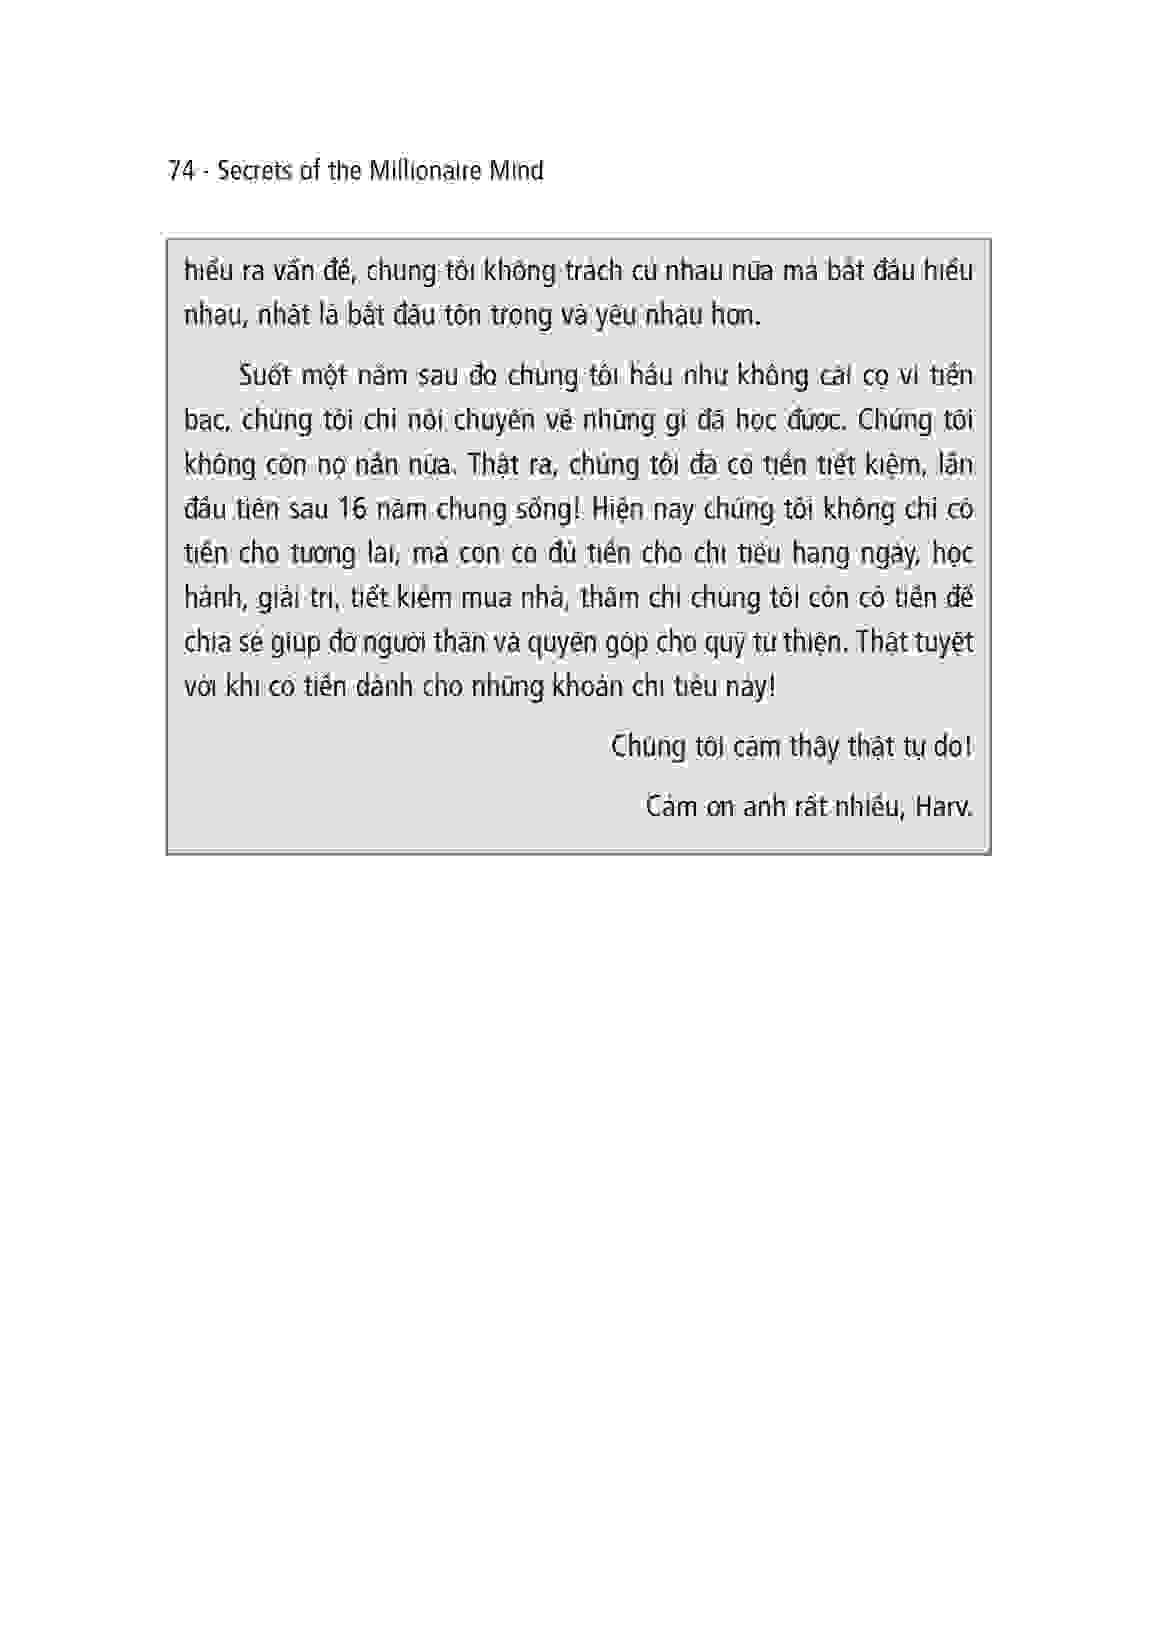 74 - Secrets of the Millionaire Mind
hiểu ra vấn đề, chúng tôi không trách cứ nhau nữa mà bắt đầu hiểu
nhau, nhất là bắt đầu tôn trọng và yêu nhau hơn.
Suốt một năm sau đó chúng tôi hầu như không cãi cọ vì tiền
bạc, chúng tôi chỉ nói chuyện về những gì đã học được. Chúng tôi
không còn nợ nần nữa. Thật ra, chúng tôi đã có tiền tiết kiệm, lần
đầu tiên sau 16 năm chung sống! Hiện nay chúng tôi không chỉ có
tiền cho tương lai, mà còn có đủ tiền cho chi tiêu hàng ngày, học
hành, giải trí, tiết kiệm mua nhà, thậm chí chúng tôi còn có tiền để
chia sẻ giúp đỡ người thân và quyên góp cho quỹ từ thiện. Thật tuyệt
vời khi có tiền dành cho những khoản chi tiêu này!
Chúng tôi cảm thấy thật tự do!
Cảm ơn anh rất nhiều, Harv.